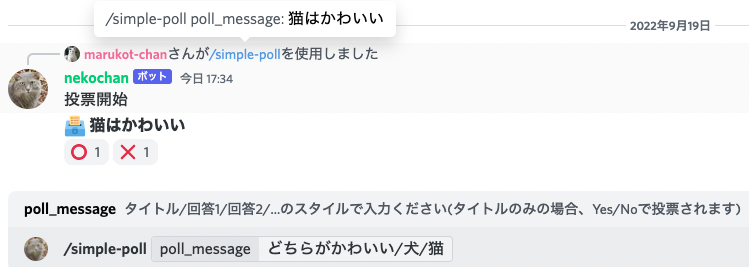 /simple-poll poll_message: 猫はかわいい
2022年9月19日
marukot-chanさんが/simple-pollを使用しました
nekochan ボット 今日 17:34
投票開始
猫はかわいい
1 1
poll_message タイトル/回答1/回答2/...のスタイルで入力ください(タイトルのみの場合、Yes/Noで投票されます)
/simple-poll poll_message どちらがかわいい/犬/猫